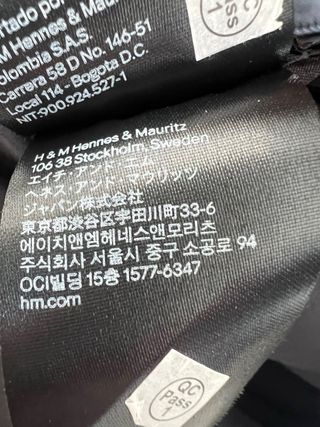 tado por
M Hennes & Mauritz
olombia S.A.S.
Carrera 58 D No. 146-51
Local 114 - Bogota D.C.
NIT-900.924.527-1
QC
Pass
1
H & M Hennes & Mauritz
106 38 Stockholm, Sweden
エイチ・アンド・エム
ヘネス・アンド・マウリッツ
ジャパン株式会社
東京都渋谷区宇田川町33-6
에이치앤엠헤네스앤모리츠
주식회사 서울시 중구 소공로 94
OCI빌딩 15층 1577-6347
hm.com
QC
Pass
1